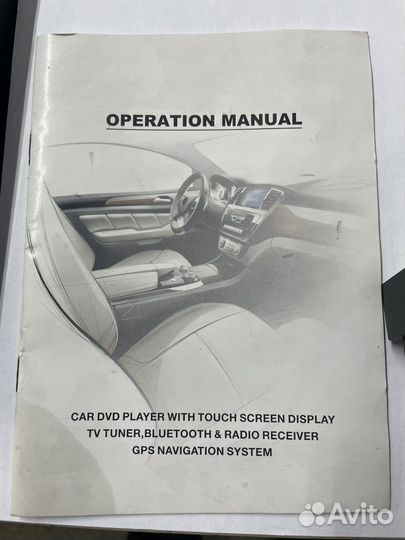 OPERATION MANUAL
CAR DVD PLAYER WITH TOUCH SCREEN DISPLAY
TV TUNER,BLUETOOTH & RADIO RECEIVER
GPS NAVIGATION SYSTEM
Avito